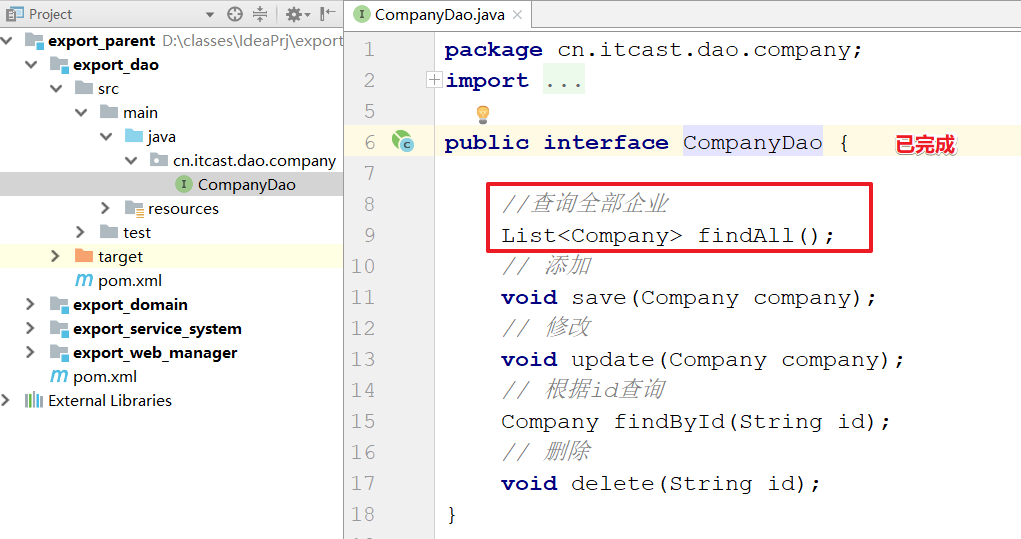 Project
export_parent D:\classes\IdeaPrj\export
export_dao
src
main
java
cn.itcast.dao.company
CompanyDao
resources
test
target
pom.xml
export_domain
export_service_system
export_web_manager
pom.xml
External Libraries
CompanyDao.java
1 package cn.itcast.dao.company;
2 import ...
5
6 public interface CompanyDao { 已完成
7
8 //查询全部企业
9 List<Company> findAll();
10 // 添加
11 void save(Company company);
12 // 修改
13 void update(Company company);
14 // 根据id查询
15 Company findById(String id);
16 // 删除
17 void delete(String id);
18 }